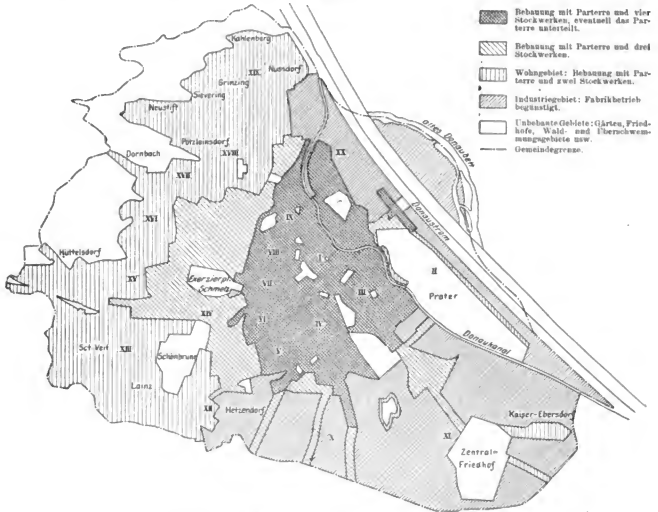 Bebauung mit Parterre und vier
Stockwerken, eventuell das Par-
terre unterteilt.
Bebauung mit Parterre und drei
Stockwerken.
Wohngebiet: Bebauung mit Par-
terre und zwei Stockwerken.
Industriegebiet: Fabrikbetrieb
begünstigt.
Unbebaute Gebiete: Gärten, Fried-
höfe, Wald- und Überschwem-
mungsgebiete usw.
Gemeindegrenze.
Kahlenberg
XIX
Nussdorf
Grinzing
Sievering
Neustift
Pötzleinsdorf
Dornbach
XVIII
XVII
XVI
Hütteldorf
XV
Exerzierpl.
Schmelz
XIV
Sct. Veit
XIII
Schönbrunn
Lainz
XII
Hetzendorf
XX
IX
VIII
I
VII
III
VI
IV
V
II
Prater
Donaustrom
Donaukanal
altes Donaubett
X
XI
Kaiser-Ebersdorf
Zentral-
Friedhof